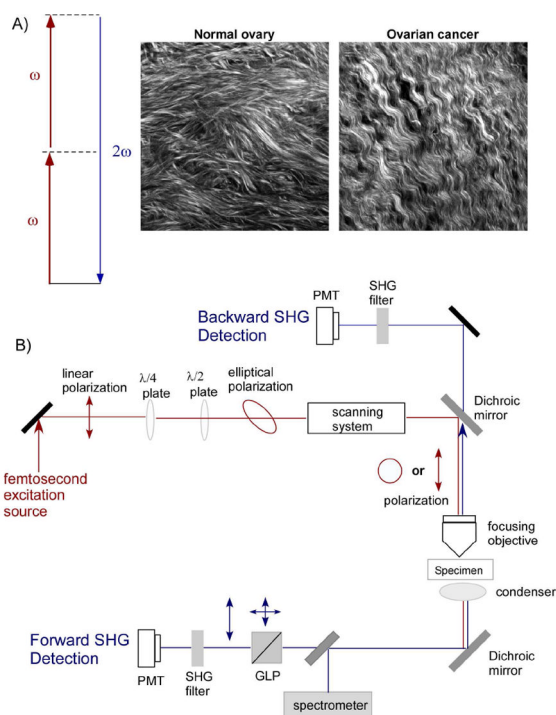 A)
ω
ω
2ω
Normal ovary
Ovarian cancer
B)
Backward SHG
Detection
PMT
SHG
filter
linear
polarization
λ/4
plate
λ/2
plate
elliptical
polarization
scanning
system
Dichroic
mirror
femtosecond
excitation
source
or
polarization
focusing
objective
Specimen
condenser
Forward SHG
Detection
PMT
SHG
filter
GLP
spectrometer
Dichroic
mirror